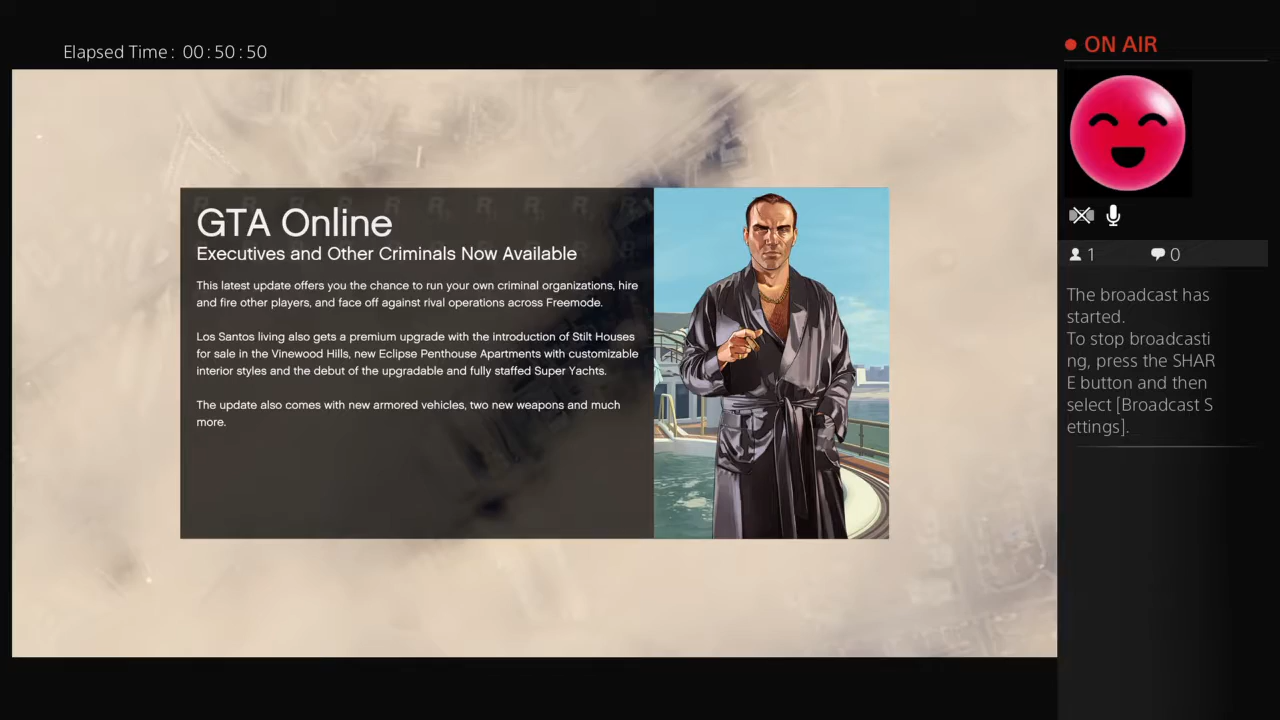 Elapsed Time: 00:50:50
ON AIR
GTA Online
Executives and Other Criminals Now Available
This latest update offers you the chance to run your own criminal organizations, hire
and fire other players, and face off against rival operations across Freemode.
Los Santos living also gets a premium upgrade with the introduction of Stilt Houses
for sale in the Vinewood Hills, new Eclipse Penthouse Apartments with customizable
interior styles and the debut of the upgradable and fully staffed Super Yachts.
The update also comes with new armored vehicles, two new weapons and much
more.
1
0
The broadcast has
started.
To stop broadcasti
ng, press the SHAR
E button and then
select [Broadcast S
ettings].